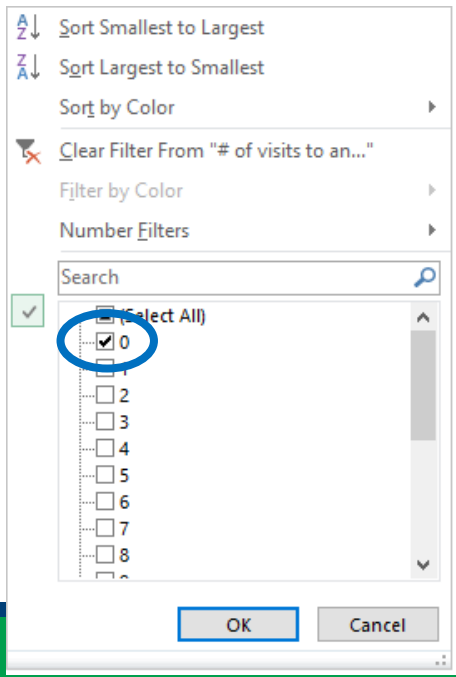 Sort Smallest to Largest
Sort Largest to Smallest
Sort by Color
Clear Filter From "# of visits to an..."
Filter by Color
Number Filters
Search
(Select All)
0
1
2
3
4
5
6
7
8
OK
Cancel